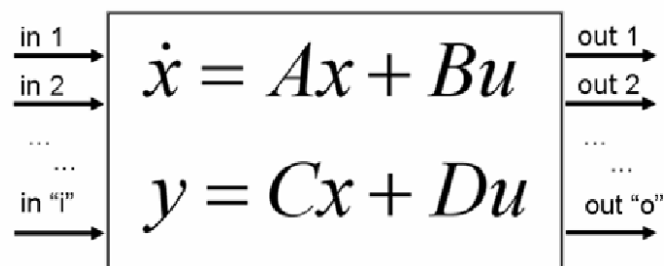 in 1
in 2
...
...
in “i”
ẋ = Ax + Bu
y = Cx + Du
out 1
out 2
...
...
out “o”